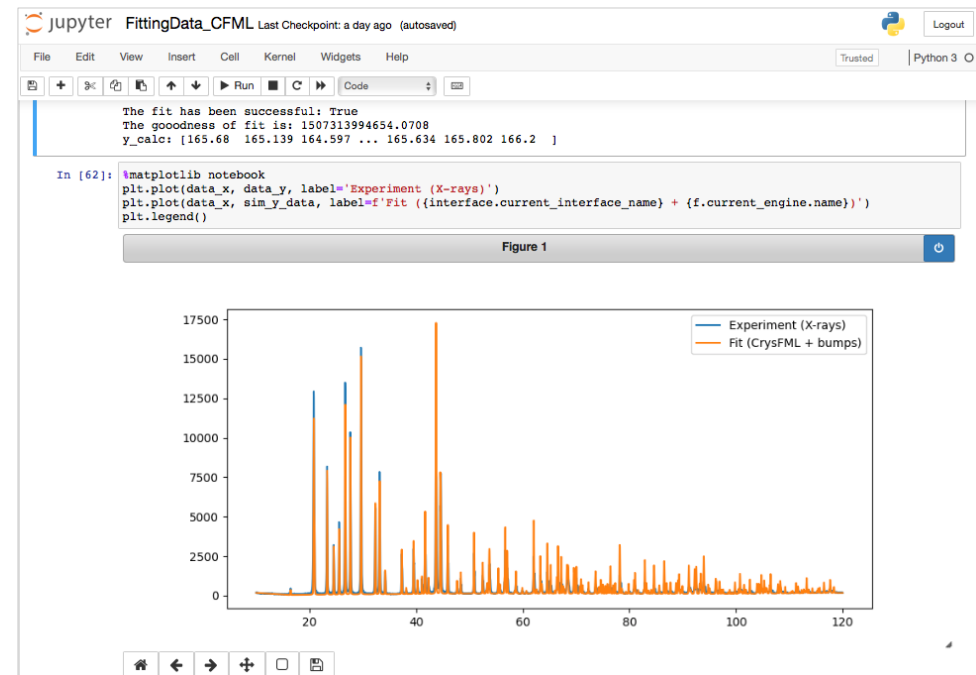 jupyter FittingData_CFML Last Checkpoint: a day ago (autosaved)
Logout
File Edit View Insert Cell Kernel Widgets Help
Trusted
Python 3
Run
Code
The fit has been successful: True
The gooodness of fit is: 1507313994654.0708
y_calc: [165.68 165.139 164.597 ... 165.634 165.802 166.2 ]
In [62]: %matplotlib notebook
plt.plot(data_x, data_y, label='Experiment (X-rays)')
plt.plot(data_x, sim_y_data, label=f'Fit ({interface.current_interface_name} + {f.current_engine.name})')
plt.legend()
Figure 1
17500
15000
12500
10000
7500
5000
2500
0
Experiment (X-rays)
Fit (CrysFML + bumps)
20 40 60 80 100 120